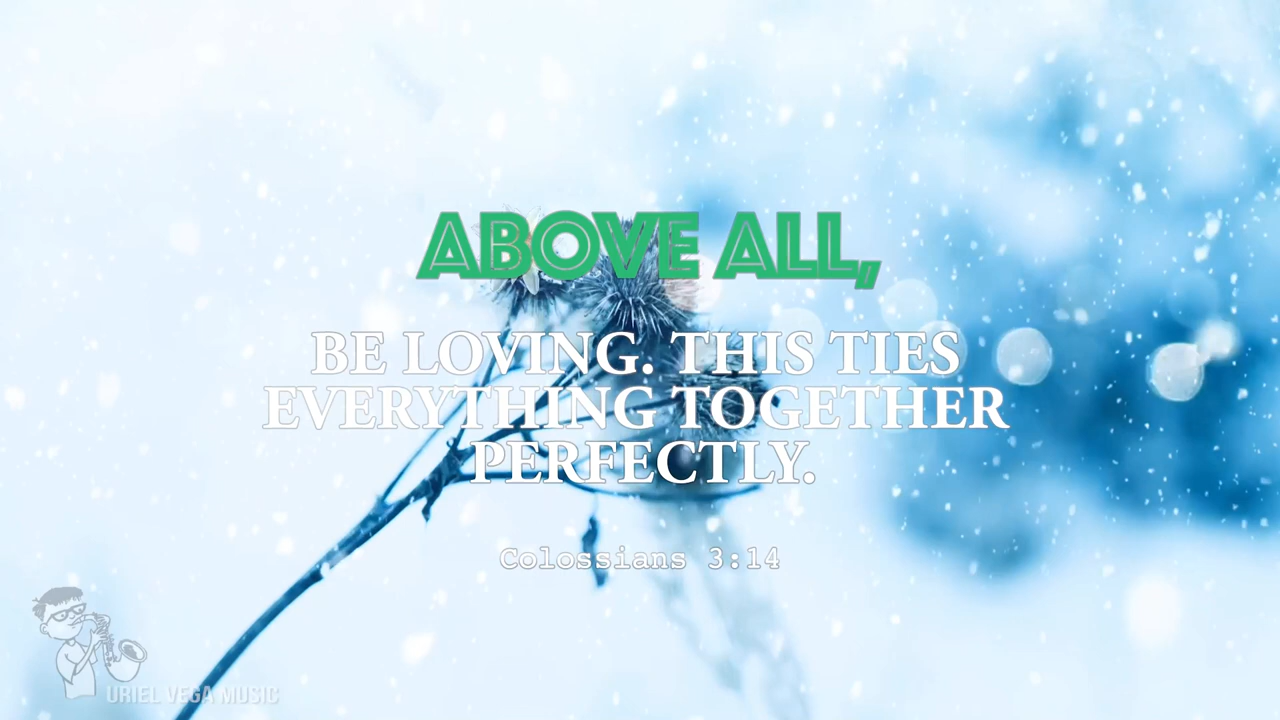 ABOVE ALL,
BE LOVING. THIS TIES
EVERYTHING TOGETHER
PERFECTLY.
Colossians 3:14
URIEL VEGA MUSIC